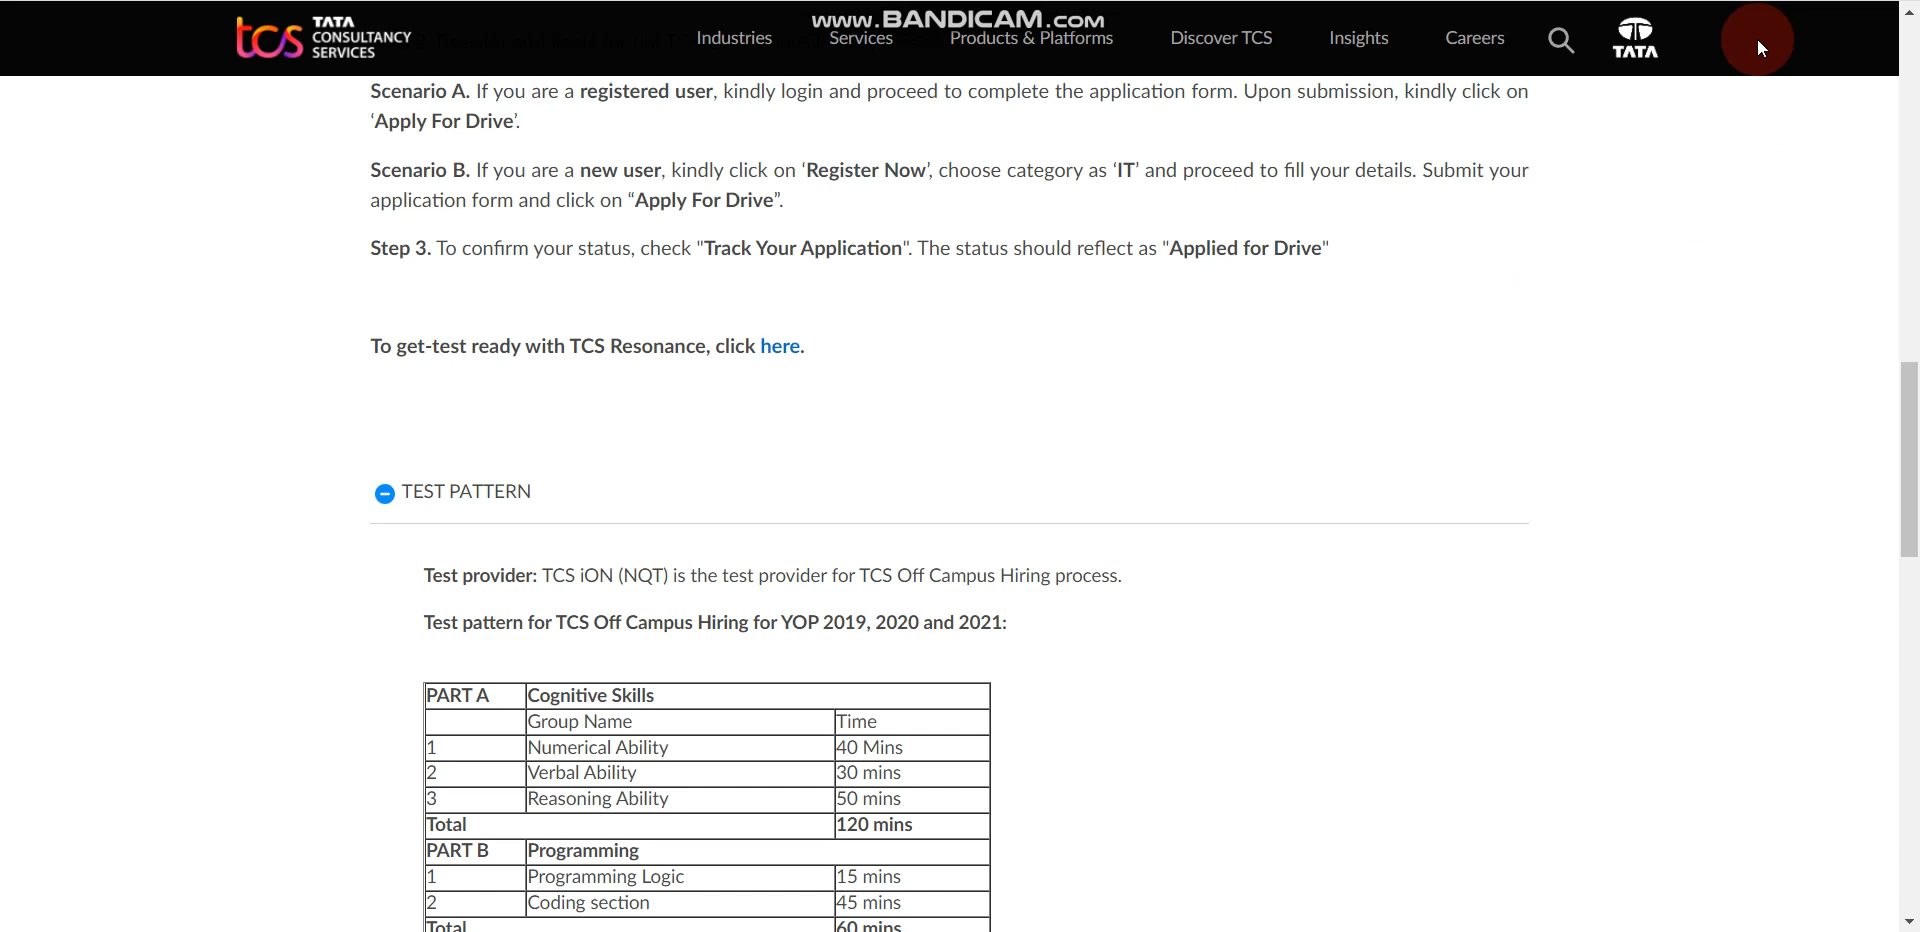 www.BANDICAM.com
tcs TATA CONSULTANCY SERVICES Industries Services Products & Platforms Discover TCS Insights Careers TATA
Scenario A. If you are a registered user, kindly login and proceed to complete the application form. Upon submission, kindly click on
‘Apply For Drive’.
Scenario B. If you are a new user, kindly click on ‘Register Now’, choose category as ‘IT’ and proceed to fill your details. Submit your
application form and click on “Apply For Drive”.
Step 3. To confirm your status, check "Track Your Application". The status should reflect as "Applied for Drive"
To get-test ready with TCS Resonance, click here.
TEST PATTERN
Test provider: TCS iON (NQT) is the test provider for TCS Off Campus Hiring process.
Test pattern for TCS Off Campus Hiring for YOP 2019, 2020 and 2021:
PART A Cognitive Skills
Group Name Time
1 Numerical Ability 40 Mins
2 Verbal Ability 30 mins
3 Reasoning Ability 50 mins
Total 120 mins
PART B Programming
1 Programming Logic 15 mins
2 Coding section 45 mins
Total 60 mins